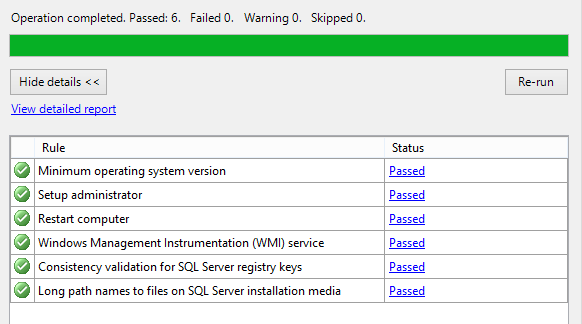 Operation completed. Passed: 6.   Failed 0.   Warning 0.   Skipped 0.
Hide details <<
Re-run
View detailed report
Rule Status
Minimum operating system version Passed
Setup administrator Passed
Restart computer Passed
Windows Management Instrumentation (WMI) service Passed
Consistency validation for SQL Server registry keys Passed
Long path names to files on SQL Server installation media Passed